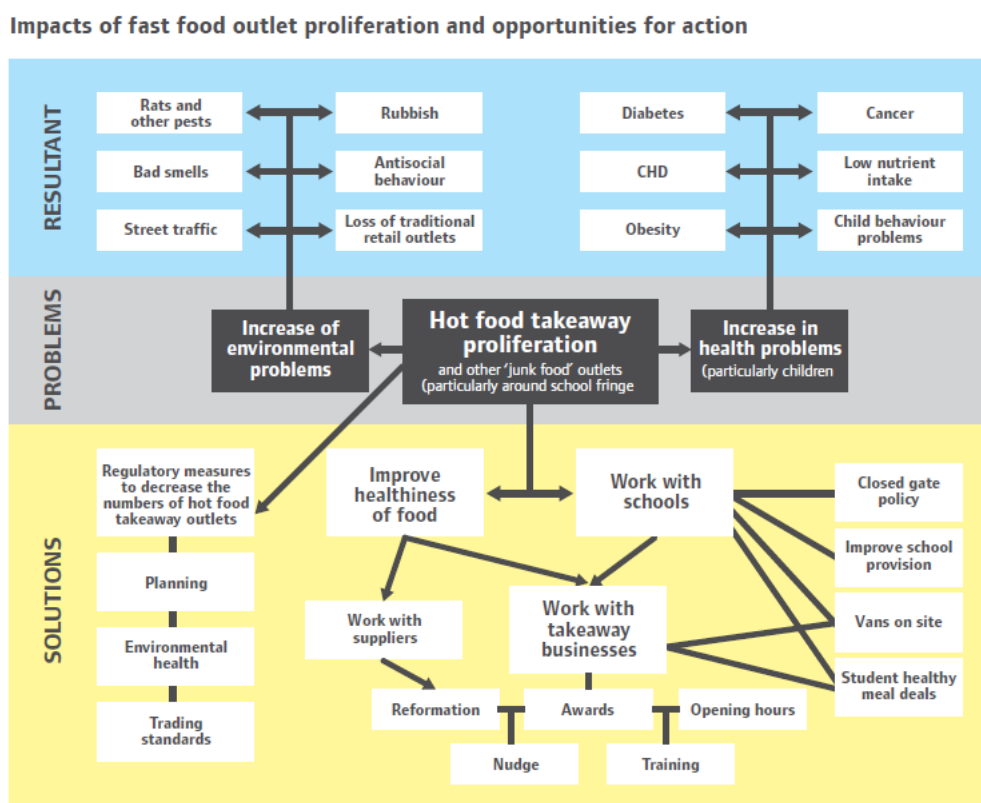 Impacts of fast food outlet proliferation and opportunities for action
RESULTANT
Rats and
other pests
Rubbish
Diabetes
Cancer
Bad smells
Antisocial
behaviour
CHD
Low nutrient
intake
Street traffic
Loss of traditional
retail outlets
Obesity
Child behaviour
problems
PROBLEMS
Increase of
environmental
problems
Hot food takeaway
proliferation
and other ‘junk food’ outlets
(particularly around school fringe
Increase in
health problems
(particularly children
SOLUTIONS
Regulatory measures
to decrease the
numbers of hot food
takeaway outlets
Improve
healthiness
of food
Work with
schools
Closed gate
policy
Improve school
provision
Planning
Work with
suppliers
Work with
takeaway
businesses
Vans on site
Environmental
health
Student healthy
meal deals
Trading
standards
Reformation
Awards
Opening hours
Nudge
Training